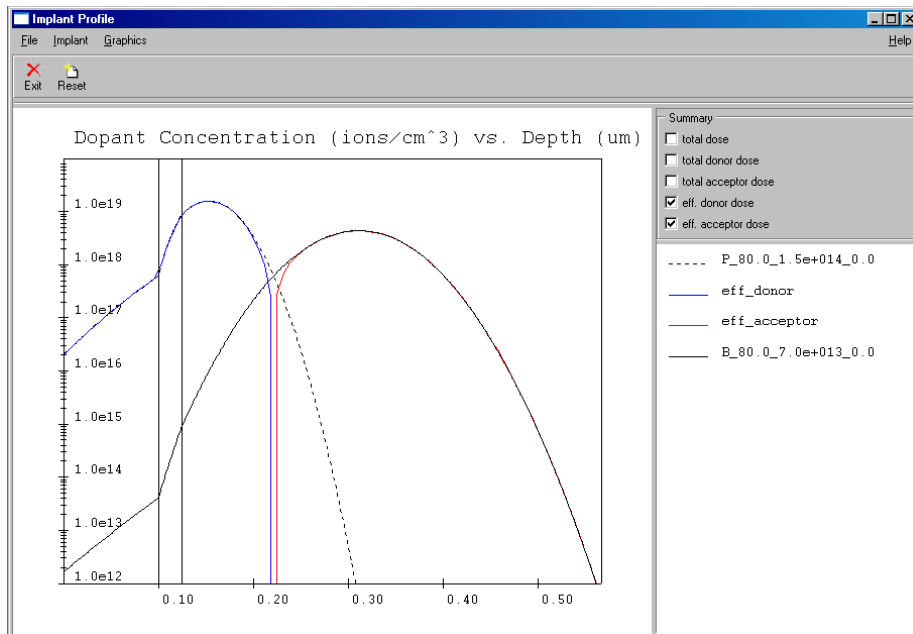 Implant Profile
File Implant Graphics Help
Exit Reset
Dopant Concentration (ions/cm^3) vs. Depth (um)
1.0e19
1.0e18
1.0e17
1.0e16
1.0e15
1.0e14
1.0e13
1.0e12
0.10 0.20 0.30 0.40 0.50
Summary
total dose
total donor dose
total acceptor dose
eff. donor dose
eff. acceptor dose
P_80.0_1.5e+014_0.0
eff_donor
eff_acceptor
B_80.0_7.0e+013_0.0